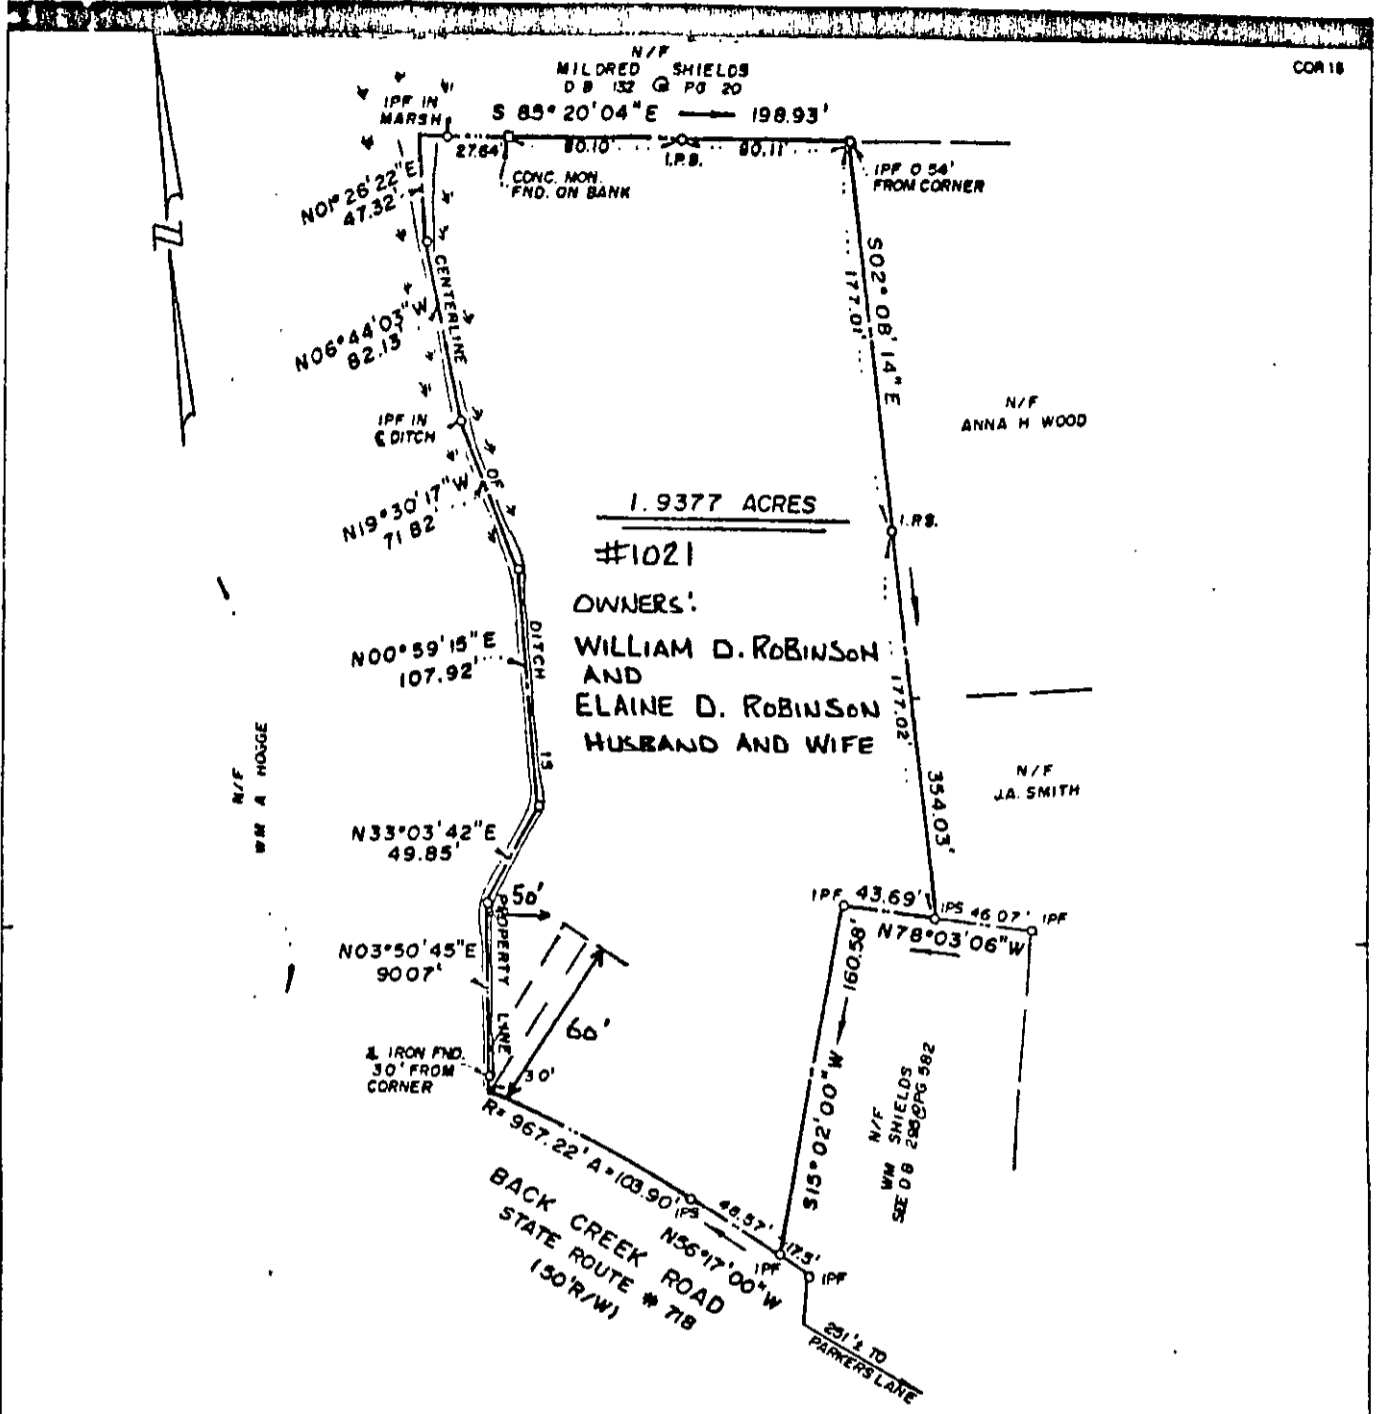 COR 18
N/F
MILDRED SHIELDS
D B 132 @ PG 20
S 85° 20' 04" E 198.93'
IPF IN
MARSH
27.64'
80.10'
I.P.S.
90.11'
CONC. MON.
FND. ON BANK
IPF 0.54'
FROM CORNER
N01° 26' 22" E
47.32'
CENTERLINE
N06° 44' 03" W
82.13'
S02° 08' 14" E
177.01'
N/F
ANNA H WOOD
IPF IN
℄ DITCH
OF
N19° 30' 17" W
71.82'
1.9377 ACRES
I.P.S.
#1021
OWNERS:
WILLIAM D. ROBINSON
AND
ELAINE D. ROBINSON
HUSBAND AND WIFE
DITCH
N00° 59' 15" E
107.92'
177.02'
N/F
WM A HOGGE
IS
N/F
J.A. SMITH
354.03'
N33° 03' 42" E
49.85'
50'
PROPERTY
IPF 43.69' IPS 46.07' IPF
N78° 03' 06" W
N03° 50' 45" E
90.07'
LINE
60'
160.58'
S15° 02' 00" W
IRON FND.
30' FROM
CORNER
30'
N/F
WM SHIELDS
SEE D B 295 @ PG 582
R= 967.22' A=103.90'
IPS
48.57'
N56° 17' 00" W
IPF
17.5'
IPF
BACK CREEK ROAD
STATE ROUTE # 718
(50' R/W)
251'± TO
PARKERS LANE